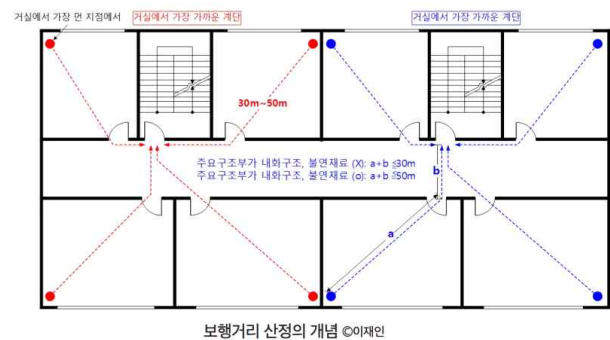 거실에서 가장 먼 지점에서
거실에서 가장 가까운 계단
거실에서 가장 가까운 계단
30m~50m
주요구조부가 내화구조, 불연재료 (X): a+b ≦30m
주요구조부가 내화구조, 불연재료 (o): a+b ≦50m
b
a
보행거리 산정의 개념 ©이재인